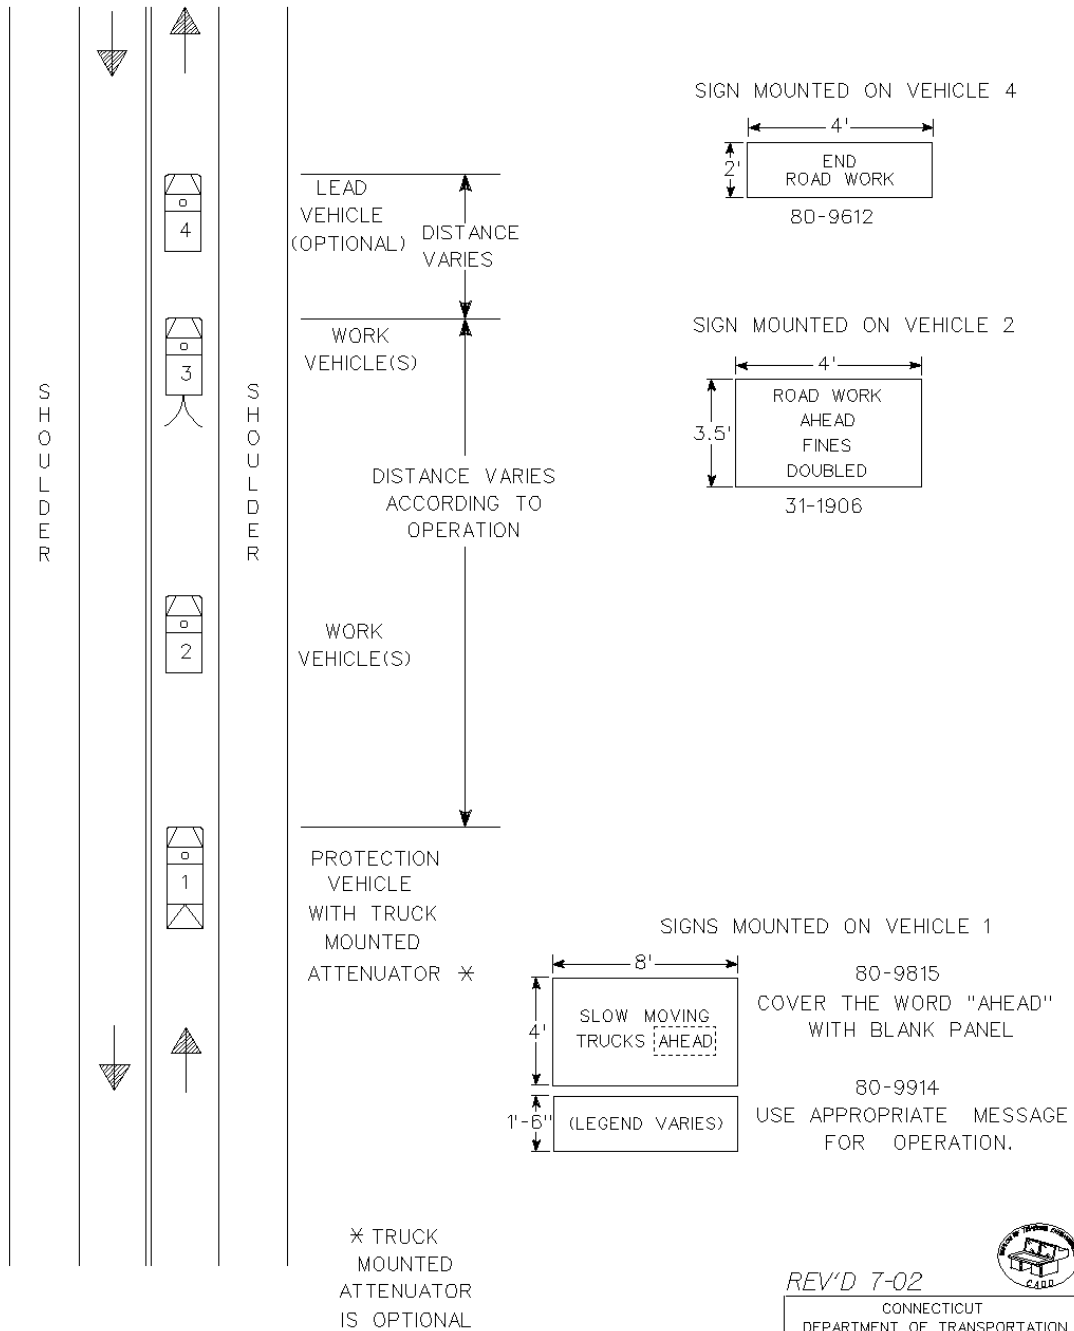 SIGN MOUNTED ON VEHICLE 4
4'
2'
END
ROAD WORK
80-9612
LEAD
VEHICLE
(OPTIONAL)
DISTANCE
VARIES
4
SIGN MOUNTED ON VEHICLE 2
4'
3.5'
ROAD WORK
AHEAD
FINES
DOUBLED
31-1906
WORK
VEHICLE(S)
3
SHOULDER
SHOULDER
DISTANCE VARIES
ACCORDING TO
OPERATION
WORK
VEHICLE(S)
2
1
PROTECTION
VEHICLE
WITH TRUCK
MOUNTED
ATTENUATOR *
SIGNS MOUNTED ON VEHICLE 1
8'
4'
SLOW MOVING
TRUCKS AHEAD
80-9815
COVER THE WORD "AHEAD"
WITH BLANK PANEL
1'-6"
(LEGEND VARIES)
80-9914
USE APPROPRIATE MESSAGE
FOR OPERATION.
* TRUCK
MOUNTED
ATTENUATOR
IS OPTIONAL
REV'D 7-02
CADD
CONNECTICUT
DEPARTMENT OF TRANSPORTATION